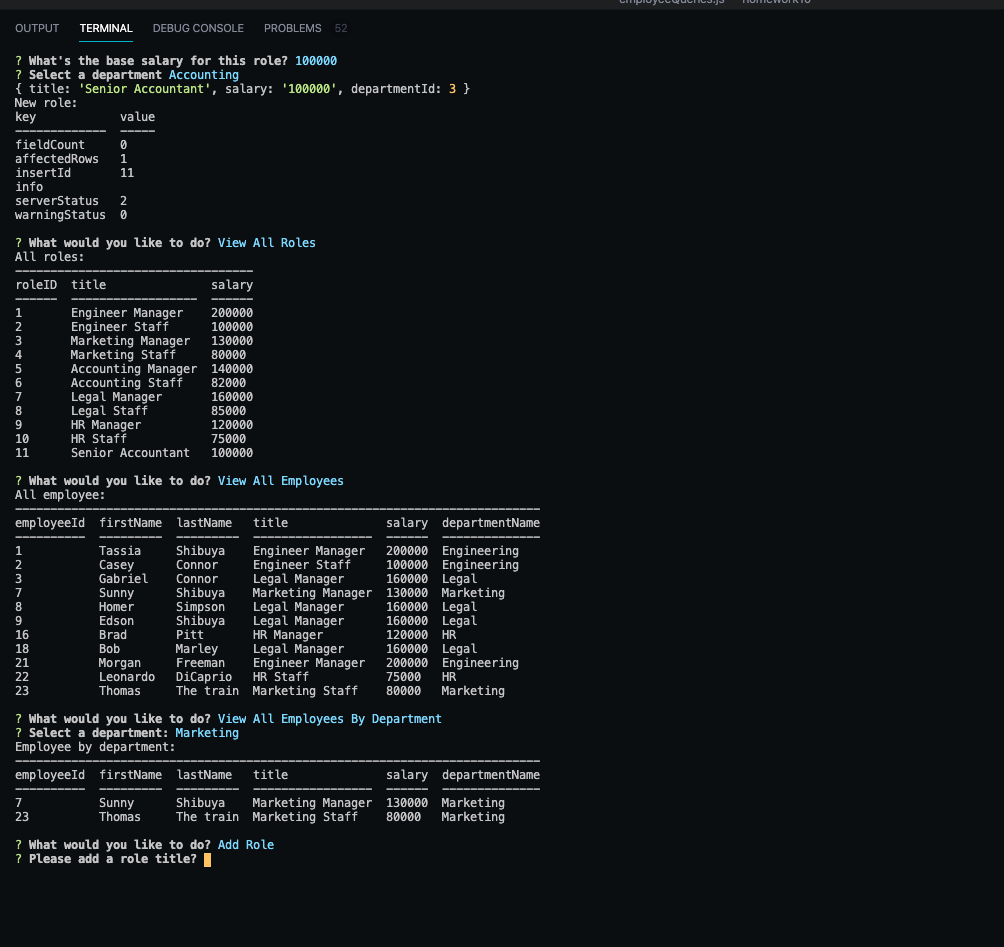 employeeQueries.js homework10
OUTPUT TERMINAL DEBUG CONSOLE PROBLEMS 52
? What's the base salary for this role? 100000
? Select a department Accounting
{ title: 'Senior Accountant', salary: '100000', departmentId: 3 }
New role:
key            value
-------------  -----
fieldCount     0
affectedRows   1
insertId       11
info
serverStatus   2
warningStatus  0
? What would you like to do? View All Roles
All roles:
----------------------------------
roleID  title               salary
------  ------------------  ------
1       Engineer Manager    200000
2       Engineer Staff      100000
3       Marketing Manager   130000
4       Marketing Staff     80000
5       Accounting Manager  140000
6       Accounting Staff    82000
7       Legal Manager       160000
8       Legal Staff         85000
9       HR Manager          120000
10      HR Staff            75000
11      Senior Accountant   100000
? What would you like to do? View All Employees
All employee:
---------------------------------------------------------------------------
employeeId  firstName  lastName   title              salary  departmentName
----------  ---------  ---------  -----------------  ------  --------------
1           Tassia     Shibuya    Engineer Manager   200000  Engineering
2           Casey      Connor     Engineer Staff     100000  Engineering
3           Gabriel    Connor     Legal Manager      160000  Legal
7           Sunny      Shibuya    Marketing Manager  130000  Marketing
8           Homer      Simpson    Legal Manager      160000  Legal
9           Edson      Shibuya    Legal Manager      160000  Legal
16          Brad       Pitt       HR Manager         120000  HR
18          Bob        Marley     Legal Manager      160000  Legal
21          Morgan     Freeman    Engineer Manager   200000  Engineering
22          Leonardo   DiCaprio   HR Staff           75000   HR
23          Thomas     The train  Marketing Staff    80000   Marketing
? What would you like to do? View All Employees By Department
? Select a department: Marketing
Employee by department:
---------------------------------------------------------------------------
employeeId  firstName  lastName   title              salary  departmentName
----------  ---------  ---------  -----------------  ------  --------------
7           Sunny      Shibuya    Marketing Manager  130000  Marketing
23          Thomas     The train  Marketing Staff    80000   Marketing
? What would you like to do? Add Role
? Please add a role title?